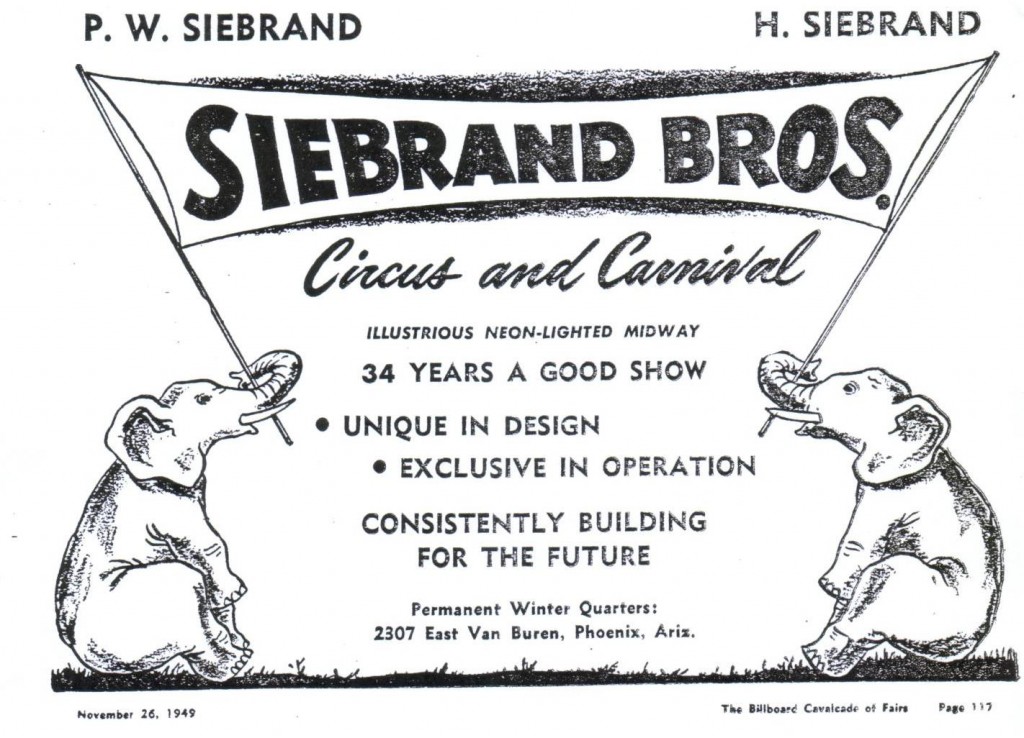 P. W. SIEBRAND
H. SIEBRAND
SIEBRAND BROS.
Circus and Carnival
ILLUSTRIOUS NEON-LIGHTED MIDWAY
34 YEARS A GOOD SHOW
• UNIQUE IN DESIGN
• EXCLUSIVE IN OPERATION
CONSISTENTLY BUILDING
FOR THE FUTURE
Permanent Winter Quarters:
2307 East Van Buren, Phoenix, Ariz.
November 26, 1949
The Billboard Cavalcade of Fairs
Page 117